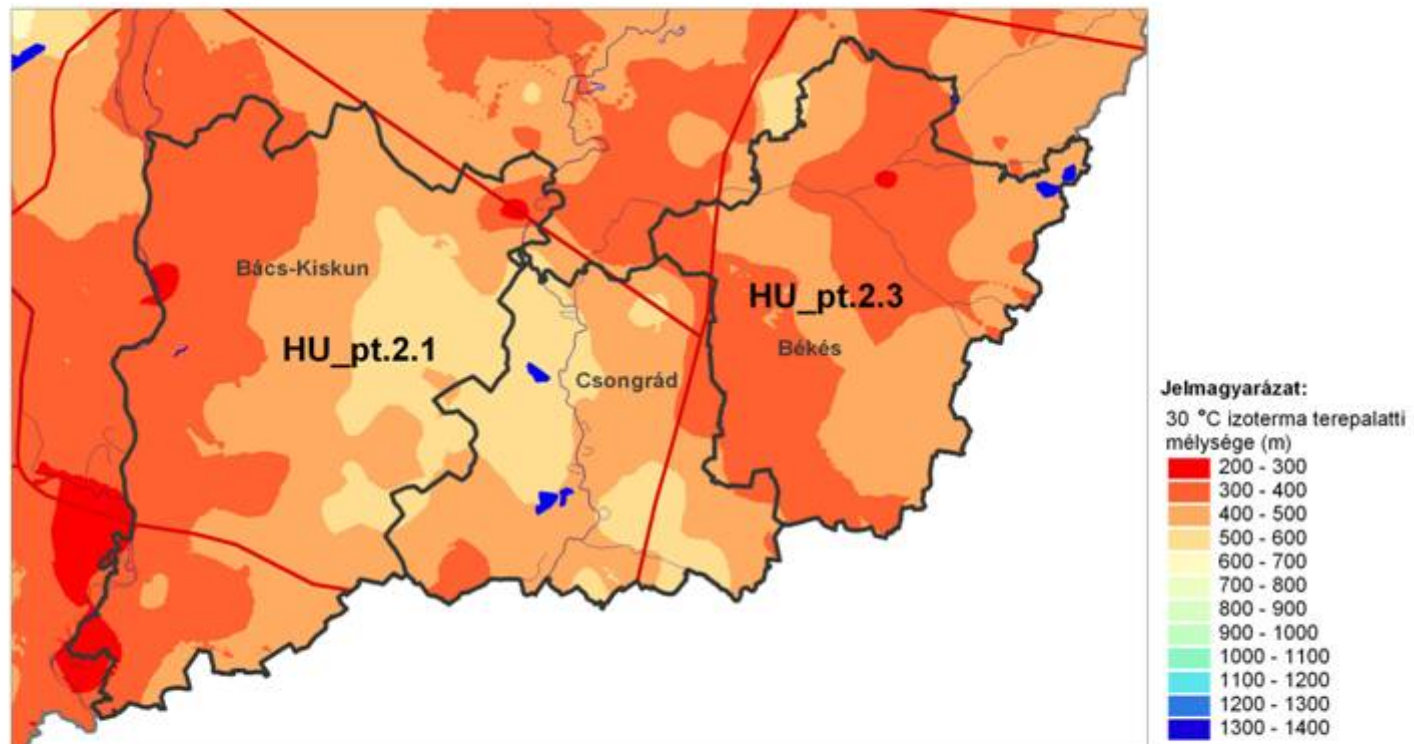 Bács-Kiskun
HU_pt.2.1
Csongrád
HU_pt.2.3
Békés
Jelmagyarázat:
30 °C izoterma terepalatti
mélysége (m)
200 - 300
300 - 400
400 - 500
500 - 600
600 - 700
700 - 800
800 - 900
900 - 1000
1000 - 1100
1100 - 1200
1200 - 1300
1300 - 1400